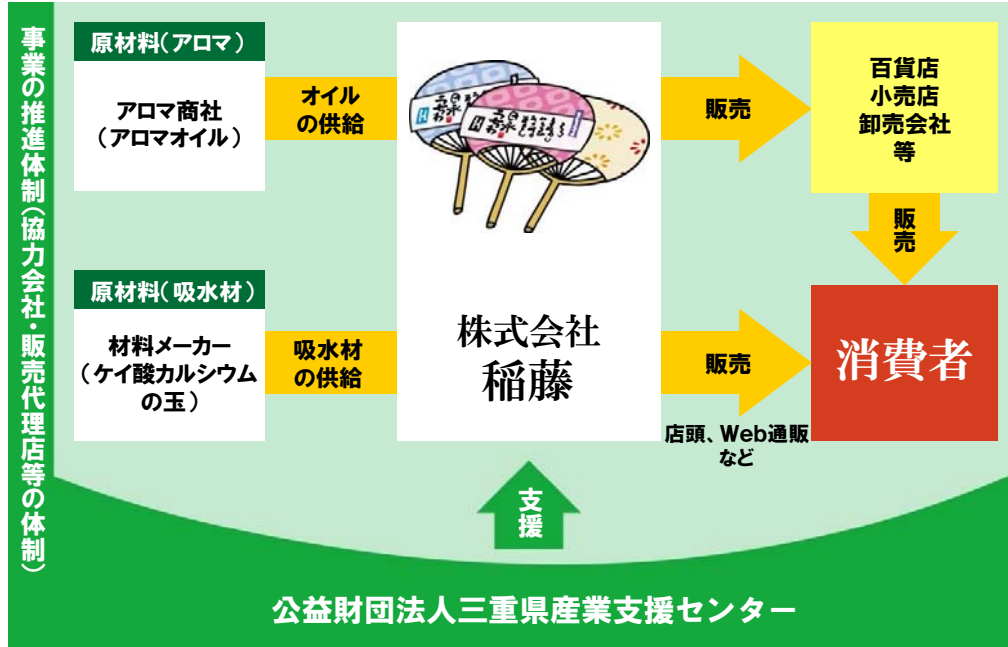 事業の推進体制(協力会社・販売代理店等の体制)
原材料(アロマ)
アロマ商社
(アロマオイル)
オイル
の供給
販売
百貨店
小売店
卸売会社
等
販売
原材料(吸水材)
材料メーカー
(ケイ酸カルシウム
の玉)
吸水材
の供給
株式会社
稲藤
販売
店頭、Web通販
など
消費者
支援
公益財団法人三重県産業支援センター